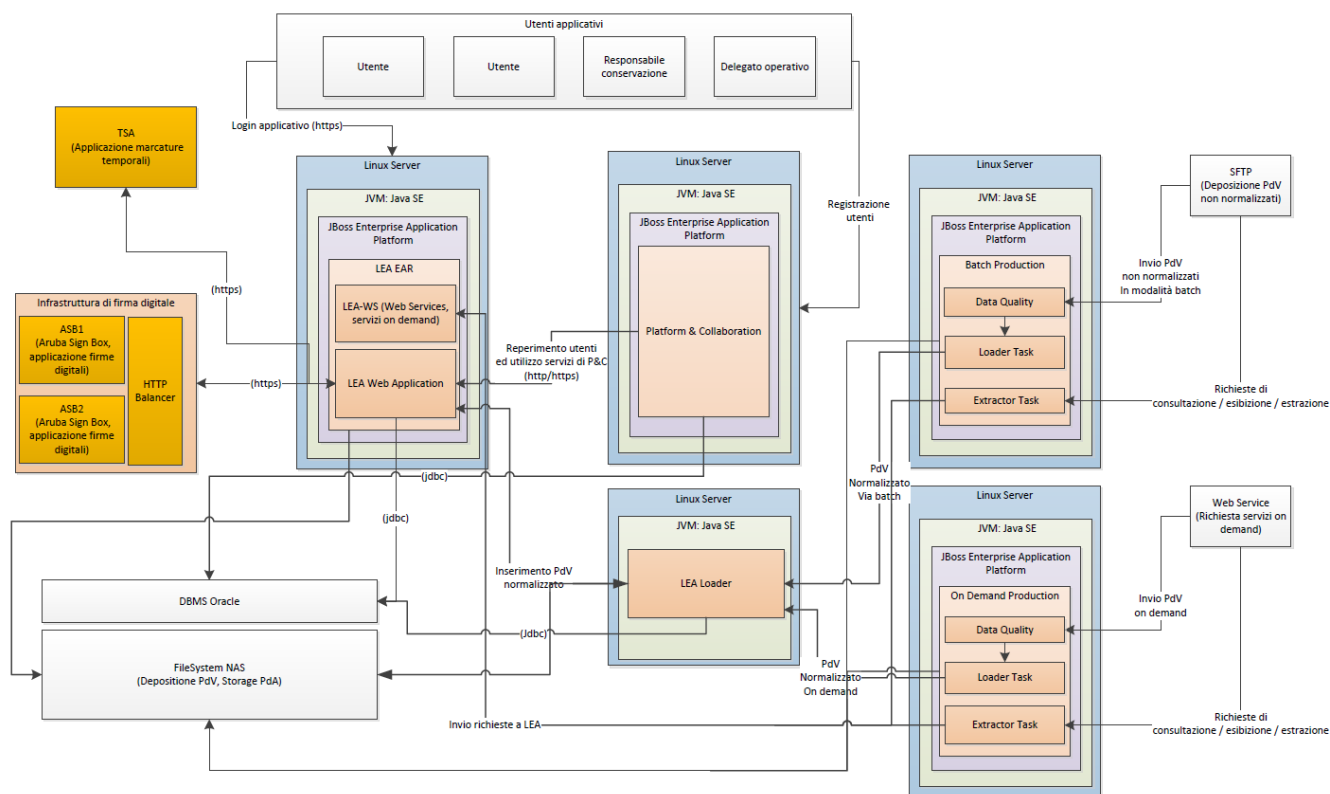 Utenti applicativi
Utente
Utente
Responsabile
conservazione
Delegato operativo
Login applicativo (https)
TSA
(Applicazione marcature
temporali)
(https)
Infrastruttura di firma digitale
ASB1
(Aruba Sign Box,
applicazione firme
digitali)
ASB2
(Aruba Sign Box,
applicazione firme
digitali)
HTTP
Balancer
(https)
Linux Server
JVM: Java SE
JBoss Enterprise Application
Platform
LEA EAR
LEA-WS (Web Services,
servizi on demand)
LEA Web Application
Reperimento utenti
ed utilizzo servizi di P&C
(http/https)
Linux Server
JVM: Java SE
JBoss Enterprise Application
Platform
Platform & Collaboration
Registrazione
utenti
Linux Server
JVM: Java SE
JBoss Enterprise Application
Platform
Batch Production
Data Quality
Loader Task
Extractor Task
SFTP
(Deposizione PdV
non normalizzati)
Invio PdV
non normalizzati
In modalità batch
Richieste di
consultazione / esibizione / estrazione
(jdbc)
(jdbc)
PdV
Normalizzato
Via batch
Linux Server
JVM: Java SE
LEA Loader
Inserimento PdV
normalizzato
DBMS Oracle
(Jdbc)
FileSystem NAS
(Depositione PdV, Storage PdA)
PdV
Normalizzato
On demand
Invio richieste a LEA
Linux Server
JVM: Java SE
JBoss Enterprise Application
Platform
On Demand Production
Data Quality
Loader Task
Extractor Task
Web Service
(Richiesta servizi on
demand)
Invio PdV
on demand
Richieste di
consultazione / esibizione / estrazione